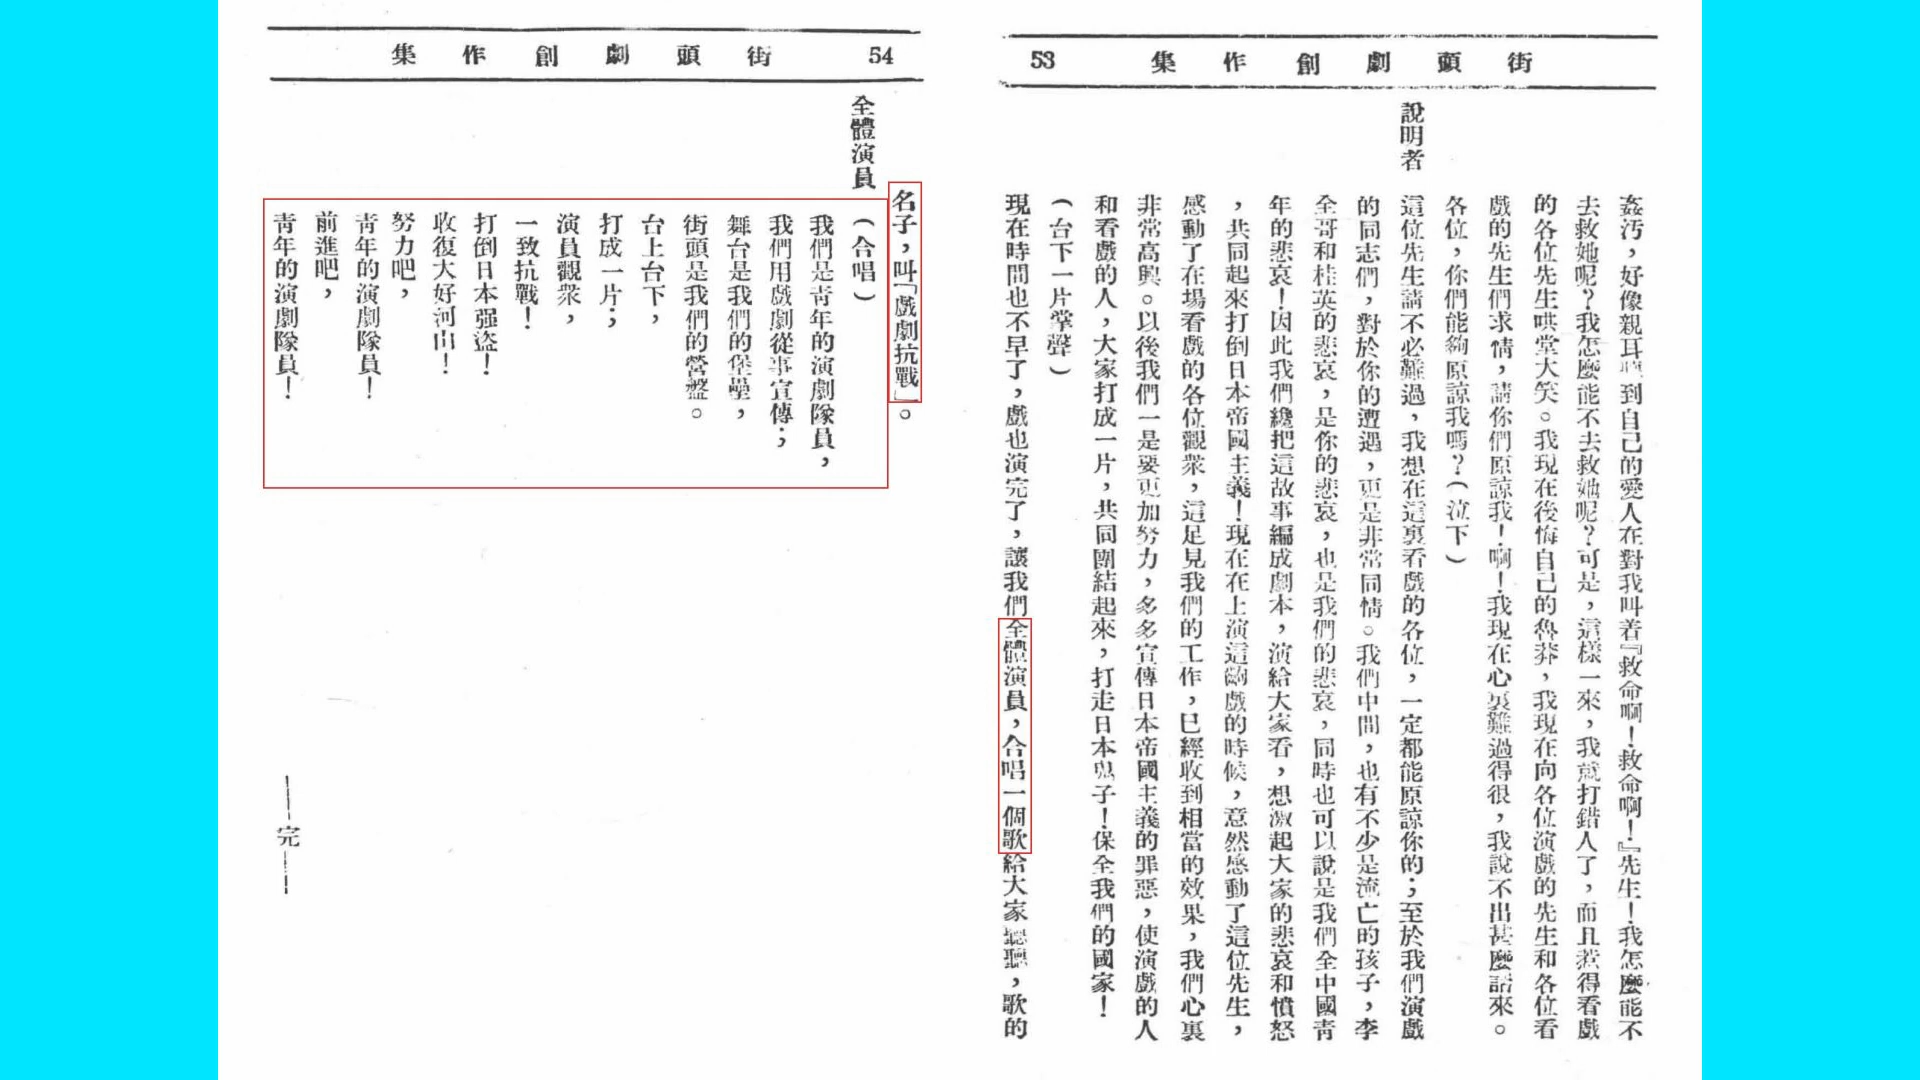 街頭劇創作集 53
姦汚，好像親耳聽到自己的愛人在對我叫着『救命啊！救命啊！』先生！我怎麼能不
去救她呢？我怎麼能不去救她呢？可是，這樣一來，我就打錯人了，而且惹得看戲
的各位先生哄堂大笑。我現在後悔自己的魯莽，我現在向各位演戲的先生和各位看
戲的先生們求情，請你們原諒我！啊！我現在心裏難過得很，我說不出甚麼話來。
各位，你們能夠原諒我嗎？（泣下）
說明者 這位先生請不必難過，我想在這裏看戲的各位，一定都能原諒你的；至於我們演戲
的同志們，對於你的遭遇，更是非常同情。我們中間，也有不少是流亡的孩子，李
全哥和桂英的悲哀，是你的悲哀，也是我們的悲哀，同時也可以說是我們全中國青
年的悲哀！因此我們纔把這故事編成劇本，演給大家看，想激起大家的悲哀和憤怒
，共同起來打倒日本帝國主義！現在在上演這齣戲的時候，意然感動了這位先生，
感動了在場看戲的各位觀衆，這足見我們的工作，已經收到相當的效果，我們心裏
非常高興。以後我們一是要更加努力，多多宣傳日本帝國主義的罪惡，使演戲的人
和看戲的人，大家打成一片，共同團結起來，打走日本鬼子！保全我們的國家！
（台下一片掌聲）
現在時間也不早了，戲也演完了，讓我們全體演員，合唱一個歌給大家聽聽，歌的
街頭劇創作集 54
名子，叫「戲劇抗戰」。
全體演員 （合唱）
我們是青年的演劇隊員，
我們用戲劇從事宣傳；
舞台是我們的堡壘，
街頭是我們的營盤。
台上台下，
打成一片；
演員觀衆，
一致抗戰！
打倒日本强盜！
收復大好河山！
努力吧，
青年的演劇隊員！
前進吧，
青年的演劇隊員！
——完——